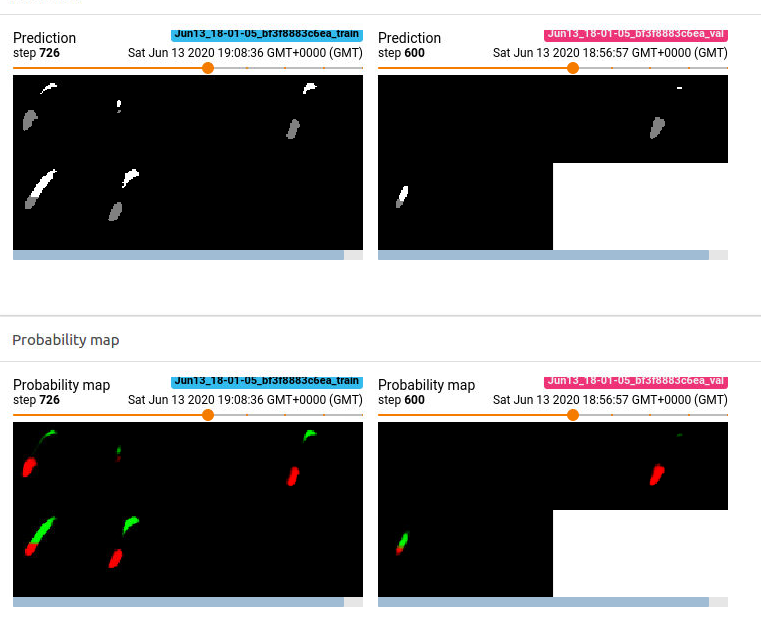 Prediction
Jun13_18-01-05_bf3f8883c6ea_train
step 726
Sat Jun 13 2020 19:08:36 GMT+0000 (GMT)
Prediction
Jun13_18-01-05_bf3f8883c6ea_val
step 600
Sat Jun 13 2020 18:56:57 GMT+0000 (GMT)
Probability map
Probability map
Jun13_18-01-05_bf3f8883c6ea_train
step 726
Sat Jun 13 2020 19:08:36 GMT+0000 (GMT)
Probability map
Jun13_18-01-05_bf3f8883c6ea_val
step 600
Sat Jun 13 2020 18:56:57 GMT+0000 (GMT)